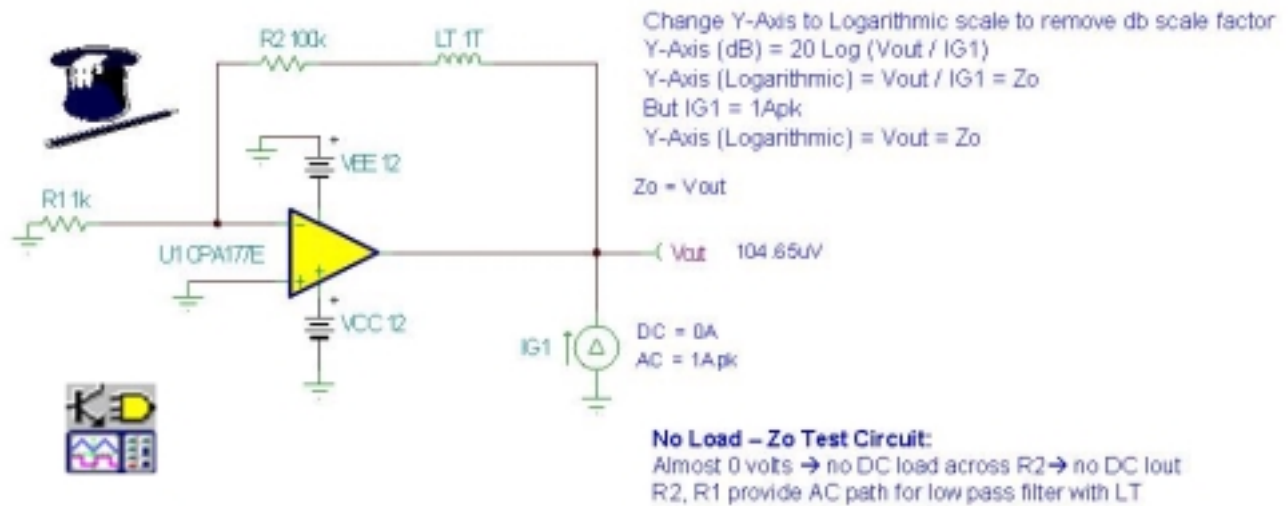 Change Y-Axis to Logarithmic scale to remove db scale factor
Y-Axis (dB) = 20 Log (Vout / IG1)
Y-Axis (Logarithmic) = Vout / IG1 = Zo
But IG1 = 1Apk
Y-Axis (Logarithmic) = Vout = Zo
R2 100k
LT 1T
VEE 12
Zo = Vout
R1 1k
U1 OPA177E
Vout 104.65uV
VCC 12
IG1
DC = 0A
AC = 1Apk
No Load – Zo Test Circuit:
Almost 0 volts → no DC load across R2→ no DC Iout
R2, R1 provide AC path for low pass filter with LT